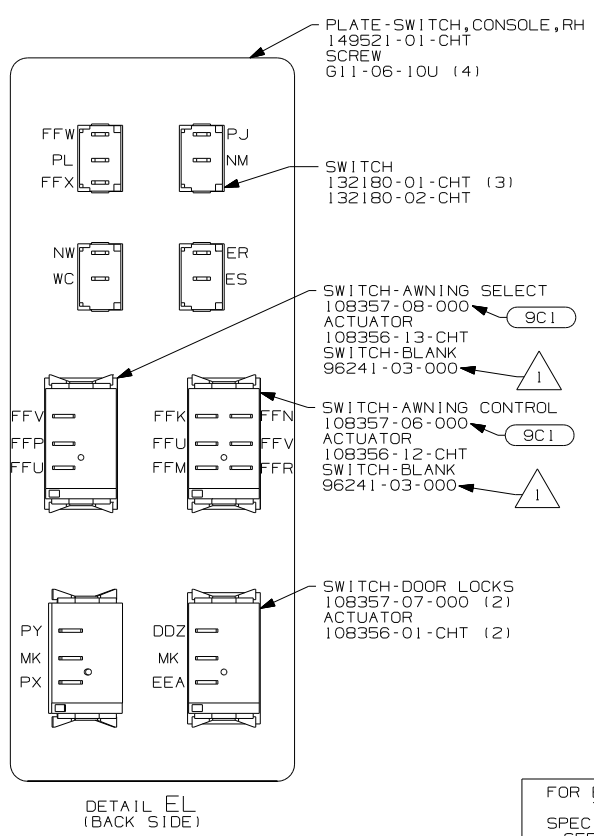 PLATE-SWITCH,CONSOLE,RH
149521-01-CHT
SCREW
G11-06-10U (4)
FFW
PL
FFX
PJ
NM
SWITCH
132180-01-CHT (3)
132180-02-CHT
NW
WC
ER
ES
SWITCH-AWNING SELECT
108357-08-000
9C1
ACTUATOR
108356-13-CHT
SWITCH-BLANK
96241-03-000
1
FFV
FFP
FFU
FFK
FFU
FFM
FFN
FFV
FFR
SWITCH-AWNING CONTROL
108357-06-000
9C1
ACTUATOR
108356-12-CHT
SWITCH-BLANK
96241-03-000
1
SWITCH-DOOR LOCKS
108357-07-000 (2)
ACTUATOR
108356-01-CHT (2)
PY
MK
PX
DDZ
MK
EEA
DETAIL EL
(BACK SIDE)
FOR
SPEC